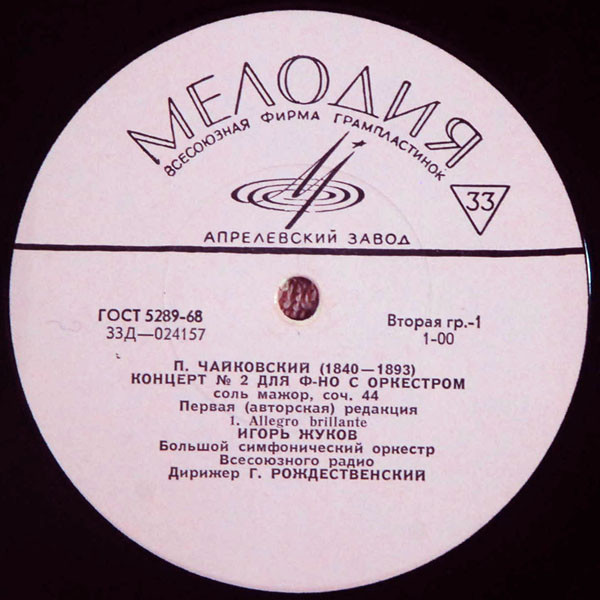 МЕЛОДИЯ
ВСЕСОЮЗНАЯ ФИРМА ГРАМПЛАСТИНОК
33
АПРЕЛЕВСКИЙ ЗАВОД
ГОСТ 5289-68
33Д—024157
Вторая гр.-1
1-00
П. ЧАЙКОВСКИЙ (1840—1893)
КОНЦЕРТ № 2 ДЛЯ Ф-НО С ОРКЕСТРОМ
соль мажор, соч. 44
Первая (авторская) редакция
1. Allegro brillante
ИГОРЬ ЖУКОВ
Большой симфонический оркестр
Всесоюзного радио
Дирижер Г. РОЖДЕСТВЕНСКИЙ